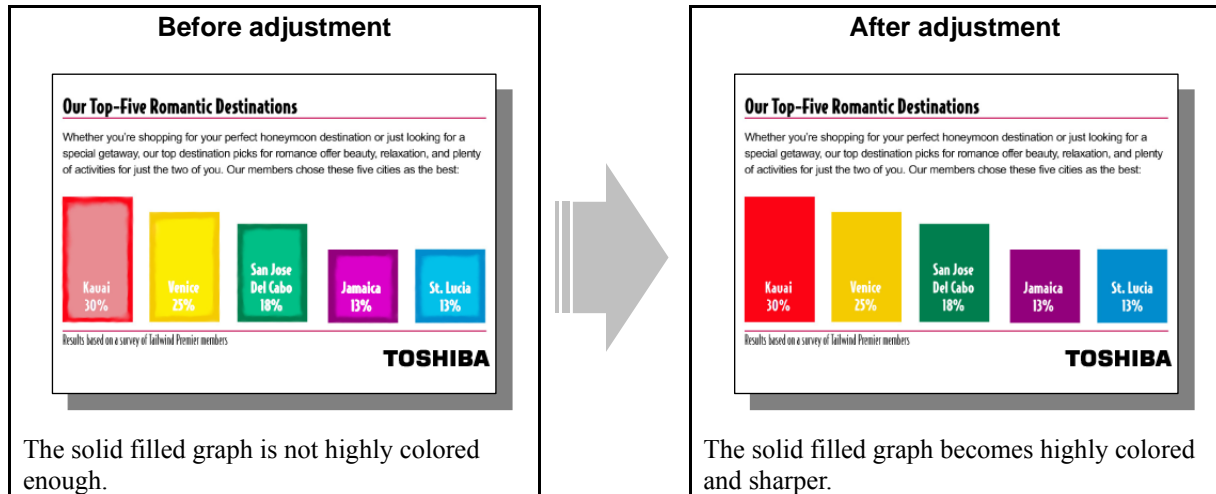 Before adjustment
Our Top-Five Romantic Destinations
Whether you're shopping for your perfect honeymoon destination or just looking for a
special getaway, our top destination picks for romance offer beauty, relaxation, and plenty
of activities for just the two of you. Our members chose these five cities as the best:
Kauai
30%
Venice
25%
San Jose
Del Cabo
18%
Jamaica
13%
St. Lucia
13%
Results based on a survey of Tailwind Premier members
TOSHIBA
The solid filled graph is not highly colored
enough.
After adjustment
Our Top-Five Romantic Destinations
Whether you're shopping for your perfect honeymoon destination or just looking for a
special getaway, our top destination picks for romance offer beauty, relaxation, and plenty
of activities for just the two of you. Our members chose these five cities as the best:
Kauai
30%
Venice
25%
San Jose
Del Cabo
18%
Jamaica
13%
St. Lucia
13%
Results based on a survey of Tailwind Premier members
TOSHIBA
The solid filled graph becomes highly colored
and sharper.